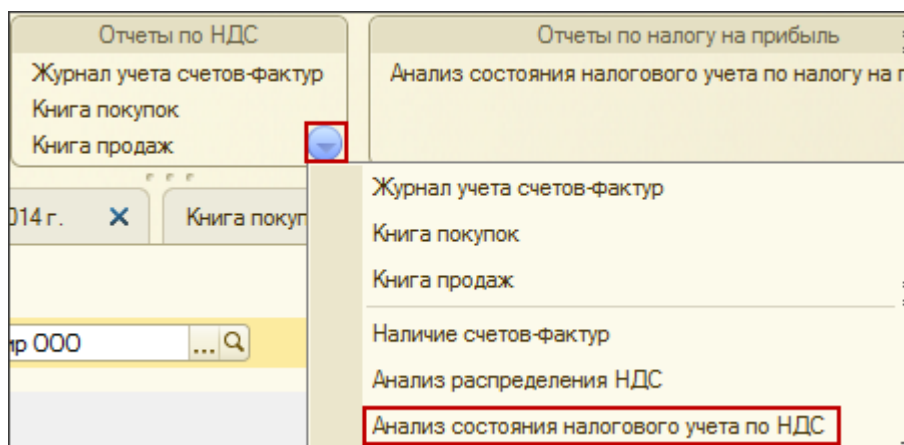 Отчеты по НДС
Журнал учета счетов-фактур
Книга покупок
Книга продаж
Отчеты по налогу на прибыль
Анализ состояния налогового учета по налогу на
014 г.
Книга
Журнал учета счетов-фактур
Книга покупок
Книга продаж
ООО
...
Наличие счетов-фактур
Анализ распределения НДС
Анализ состояния налогового учета по НДС